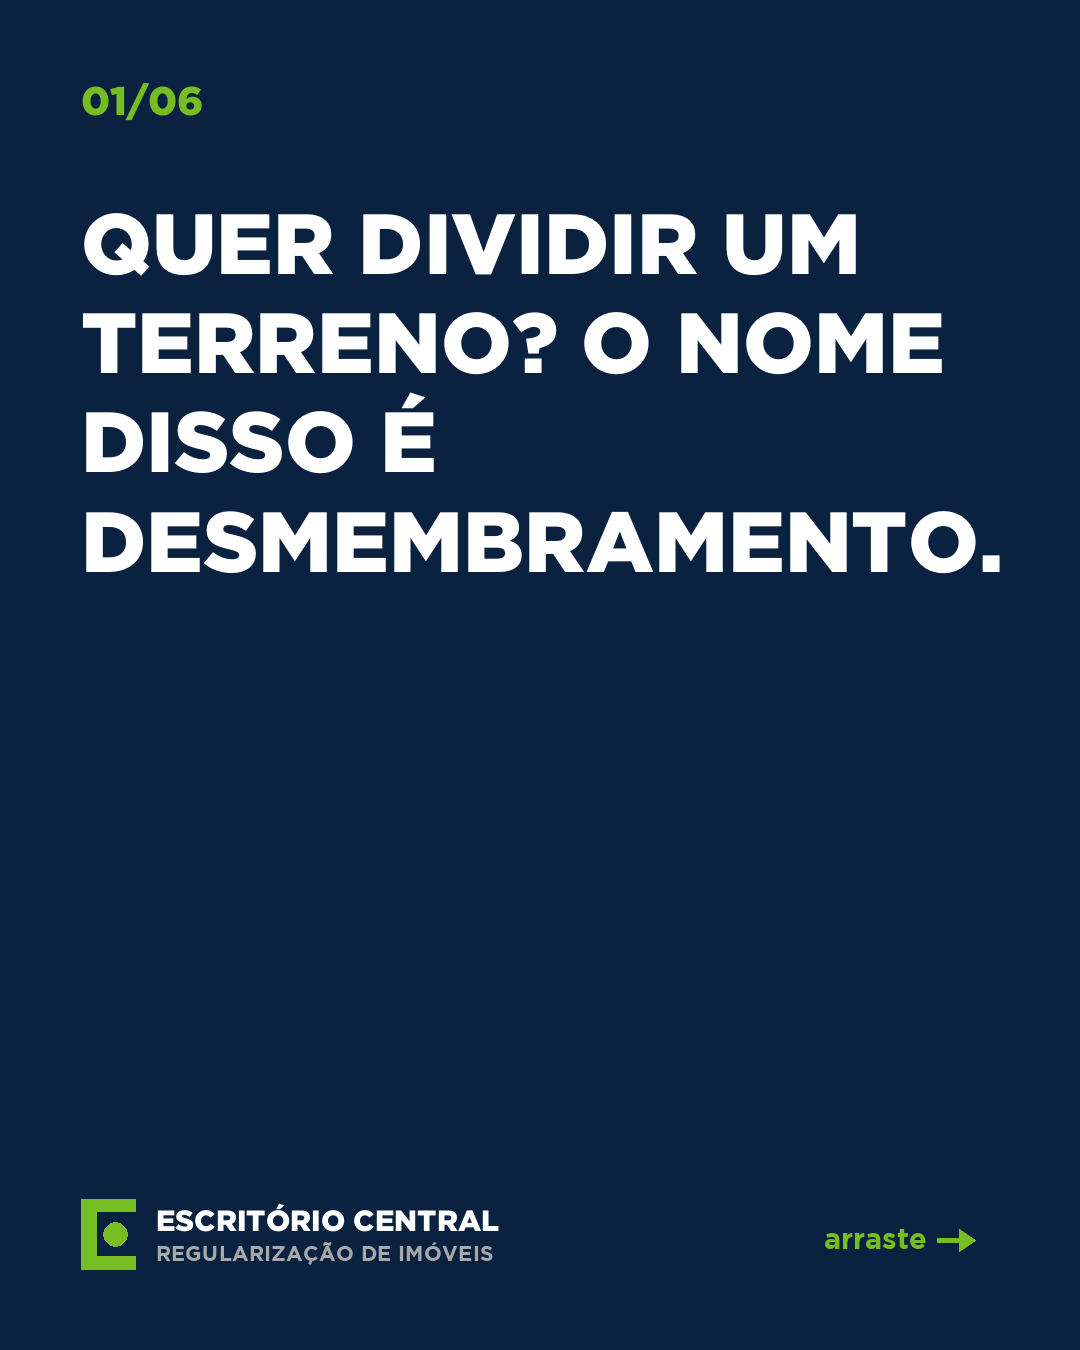 01/06
QUER DIVIDIR UM
TERRENO? O NOME
DISSO É
DESMEMBRAMENTO.
ESCRITÓRIO CENTRAL
REGULARIZAÇÃO DE IMÓVEIS
arraste